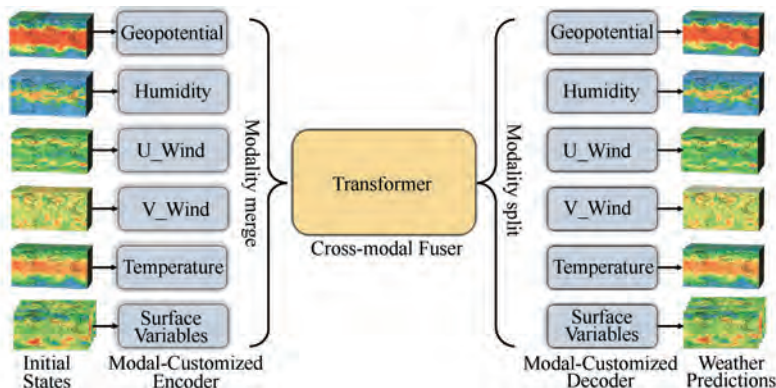 Geopotential
Humidity
U_Wind
V_Wind
Temperature
Surface
Variables
Initial
States
Modal-Customized
Encoder
Modality merge
Transformer
Cross-modal Fuser
Modality split
Geopotential
Humidity
U_Wind
V_Wind
Temperature
Surface
Variables
Modal-Customized
Decoder
Weather
Predictions